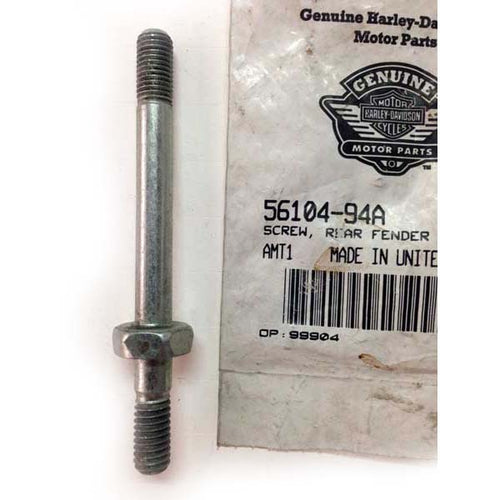 Genuine Harley-Da
Motor Parts
GENUINE
MOTOR
HARLEY-DAVIDSON
CYCLES
MOTOR PARTS
TM
56104-94A
SCREW, REAR FENDER
AMT1 MADE IN UNITE
OP: 99904